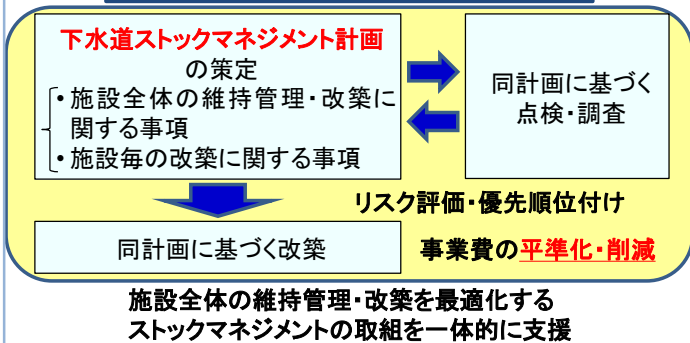 下水道ストックマネジメント計画
の策定
・施設全体の維持管理・改築に
関する事項
・施設毎の改築に関する事項
同計画に基づく
点検・調査
リスク評価・優先順位付け
同計画に基づく改築
事業費の平準化・削減
施設全体の維持管理・改築を最適化する
ストックマネジメントの取組を一体的に支援